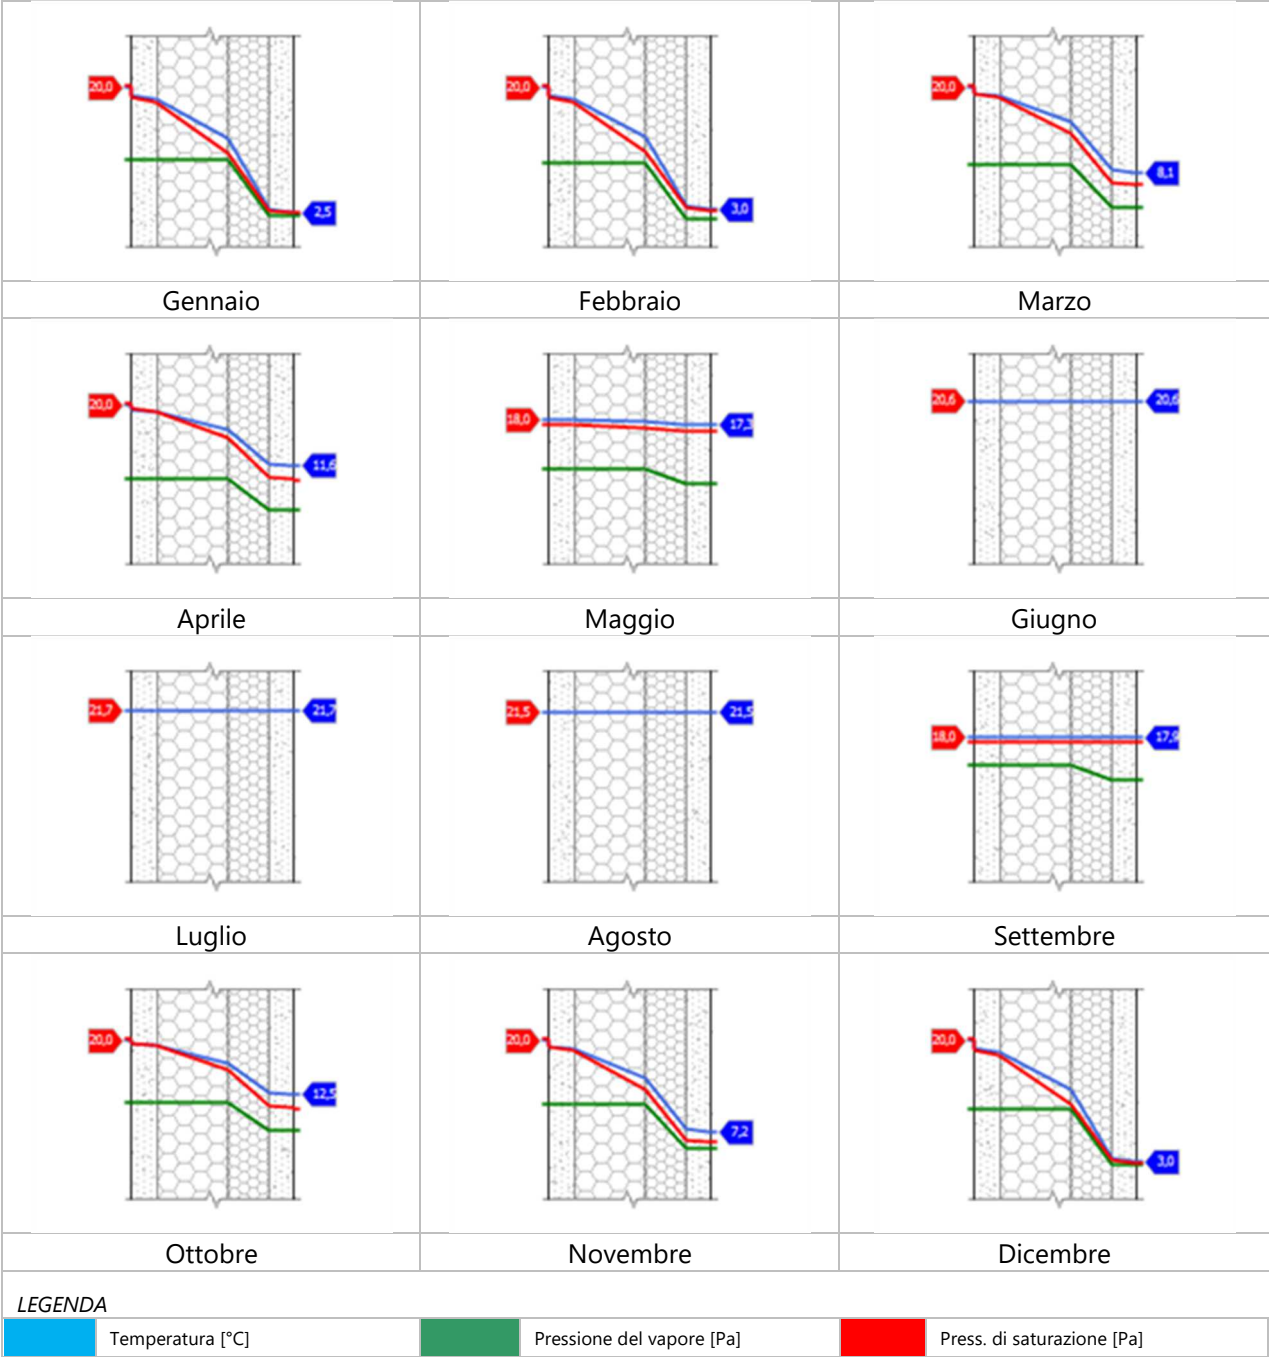 20,0 2,5
20,0 3,0
20,0 8,1
Gennaio Febbraio Marzo
20,0 11,6
18,0 17,3
20,6 20,6
Aprile Maggio Giugno
21,7 21,7
21,5 21,5
18,0 17,9
Luglio Agosto Settembre
20,0 12,5
20,0 7,2
20,0 3,0
Ottobre Novembre Dicembre
LEGENDA
Temperatura [°C] Pressione del vapore [Pa] Press. di saturazione [Pa]